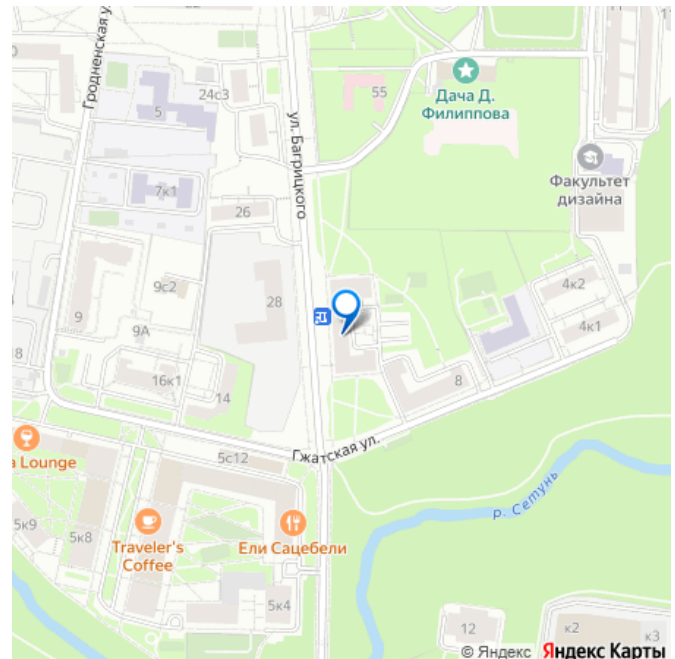 Гродненская у
24с3
55
Дача Д.
Филиппова
5
ул. Багрицкого
7к1
Факультет
дизайна
26
9с2
4к2
28
9
9А
4к1
8
16к1
8
14
Гжатская ул.
a Lounge
5с12
р. Сетунь
5к9
5к8
Traveler's
Coffee
Ели Сацебели
5к4
12
к2
к3
© Яндекс Яндекс Карты